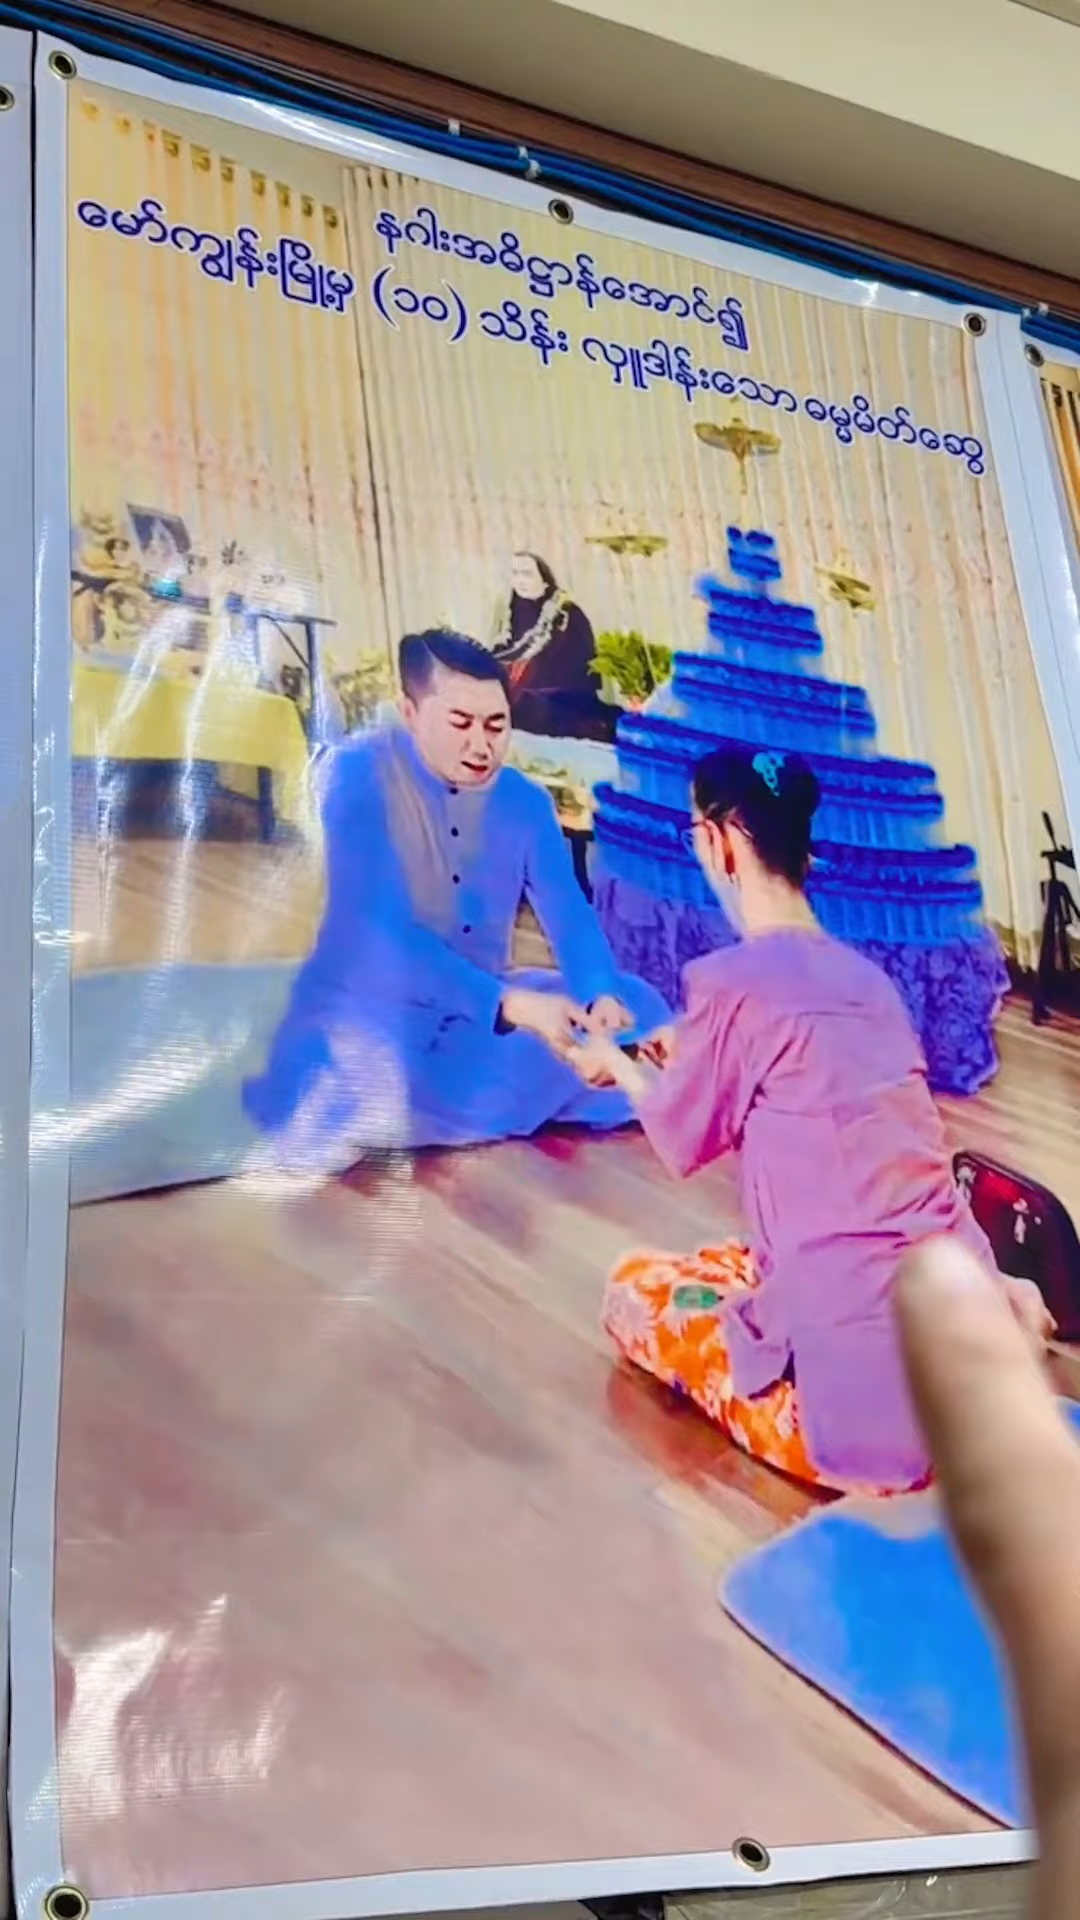 နဂါးအဓိဋ္ဌာန်အောင်၍
မော်ကျွန်းမြို့မှ (၁၀) သိန်း လှူဒါန်းသော ဓမ္မမိတ်ဆွေ